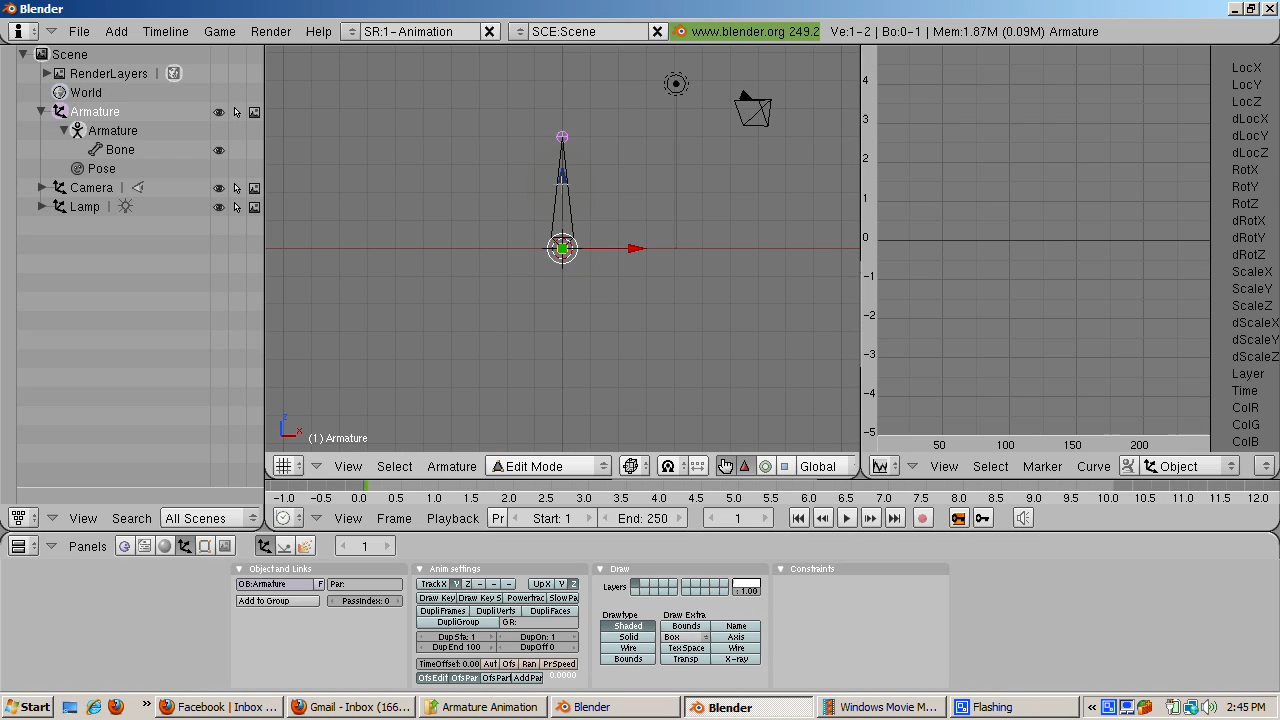 Blender
File Add Timeline Game Render Help SR:1-Animation SCE:Scene www.blender.org 249.2 Ve:1-2 | Bo:0-1 | Mem:1.87M (0.09M) Armature
Scene
RenderLayers
World
Armature
Armature
Bone
Pose
Camera
Lamp
View Search All Scenes
(1) Armature
z
x
View Select Armature Edit Mode Global
4
3
2
1
0
-1
-2
-3
-4
-5
50 100 150 200
LocX
LocY
LocZ
dLocX
dLocY
dLocZ
RotX
RotY
RotZ
dRotX
dRotY
dRotZ
ScaleX
ScaleY
ScaleZ
dScaleX
dScaleY
dScaleZ
Layer
Time
ColR
ColG
ColB
View Select Marker Curve Object
-1.0 -0.5 0.0 0.5 1.0 1.5 2.0 2.5 3.0 3.5 4.0 4.5 5.0 5.5 6.0 6.5 7.0 7.5 8.0 8.5 9.0 9.5 10.0 10.5 11.0 11.5 12.0
View Frame Playback Pr Start: 1 End: 250 1
Panels 1
Object and Links
OB:Armature F Par:
Add to Group PassIndex: 0
Anim settings
TrackX Y Z - - - Up X Y Z
Draw Key Draw Key S Powertrac SlowPa
DupliFrames DupliVerts DupliFaces
DupliGroup GR:
DupSta: 1 DupOn: 1
DupEnd 100 DupOff 0
TimeOffset: 0.00 Aut Ofs Ran PrSpeed
OfsEdit OfsPar OfsPart AddPar 0.0000
Draw
Layers : 1.00
Drawtype Draw Extra
Shaded Bounds Name
Solid Box Axis
Wire TexSpace Wire
Bounds Transp X-ray
Constraints
Start » Facebook | Inbox ... Gmail - Inbox (166... Armature Animation Blender Blender Windows Movie M... Flashing « 2:45 PM